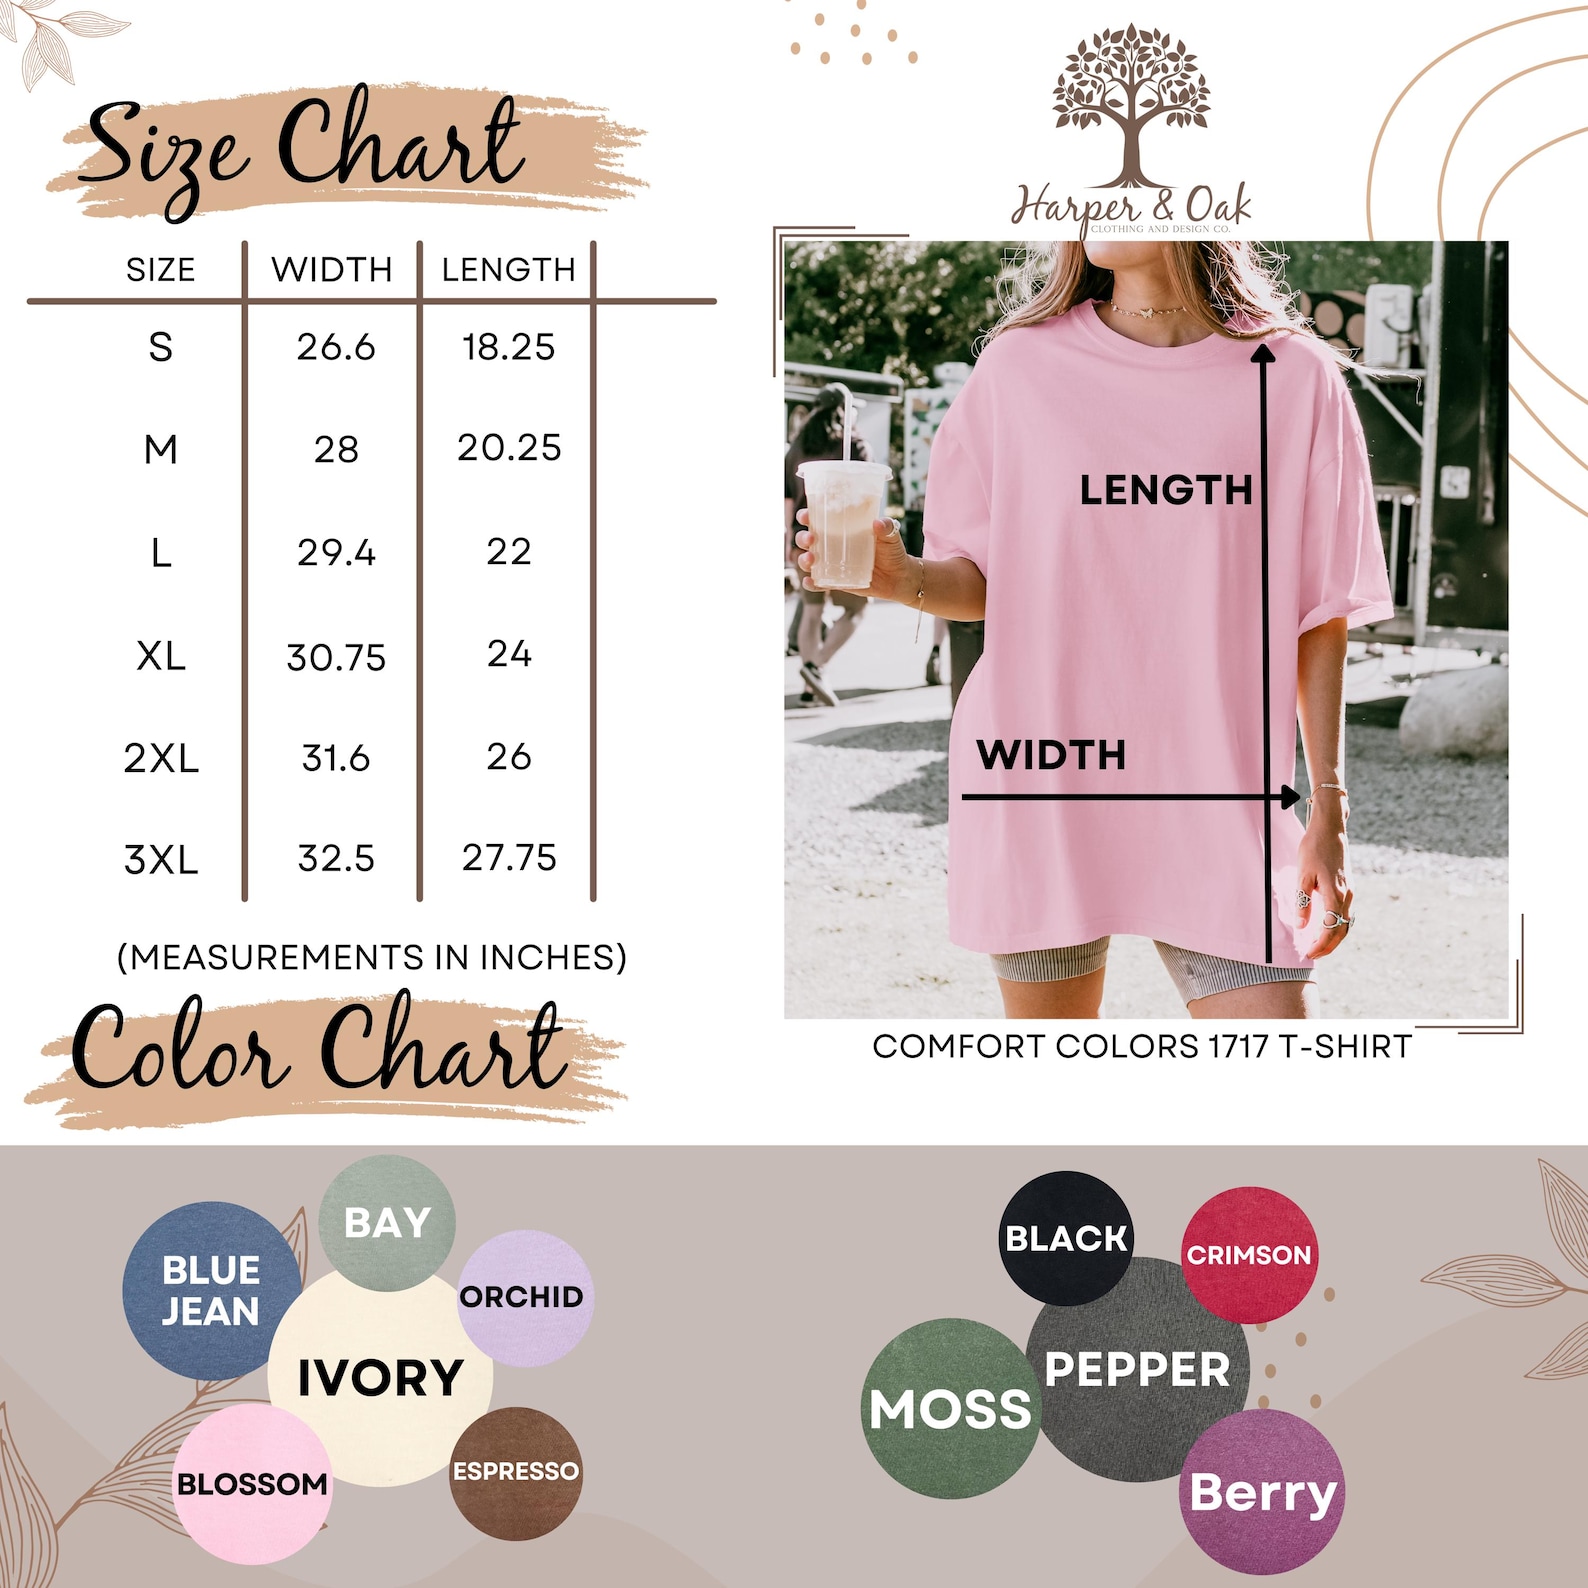 Size Chart
SIZE WIDTH LENGTH
S 26.6 18.25
M 28 20.25
L 29.4 22
XL 30.75 24
2XL 31.6 26
3XL 32.5 27.75
(MEASUREMENTS IN INCHES)
Harper & Oak
CLOTHING AND DESIGN CO.
LENGTH
WIDTH
COMFORT COLORS 1717 T-SHIRT
Color Chart
BAY
BLUE
JEAN
ORCHID
IVORY
BLOSSOM
ESPRESSO
BLACK
CRIMSON
PEPPER
MOSS
Berry